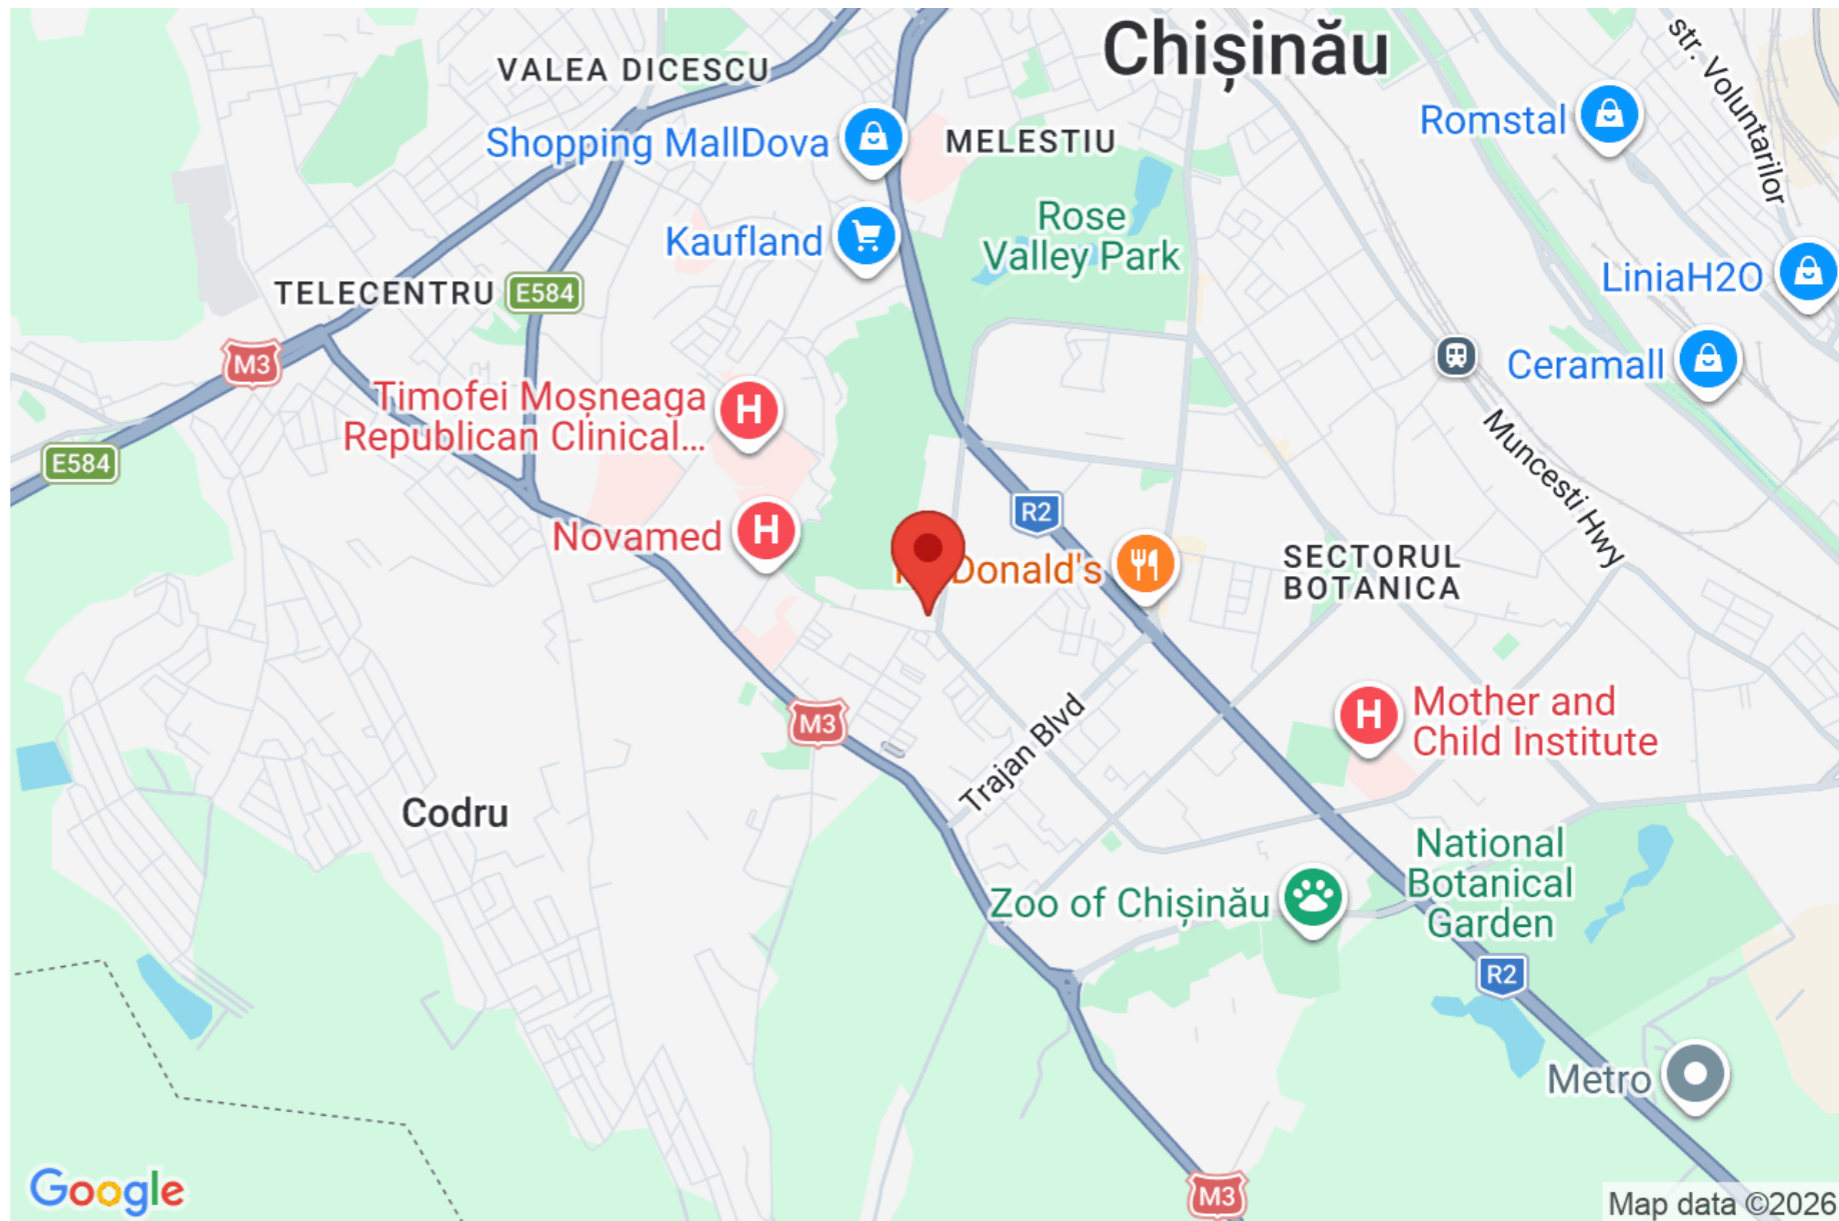 Chișinău
str. Voluntarilor
VALEA DICESCU
Romstal
Shopping MallDova
MELESTIU
Rose
Valley Park
Kaufland
LiniaH2O
TELECENTRU
E584
M3
Ceramall
Timofei Moșneaga
Republican Clinical...
E584
Muncesti Hwy
R2
Novamed
Donald's
SECTORUL
BOTANICA
Mother and
Child Institute
M3
Trajan Blvd
Codru
National
Botanical
Garden
Zoo of Chișinău
R2
Metro
M3
Google
Map data ©2026